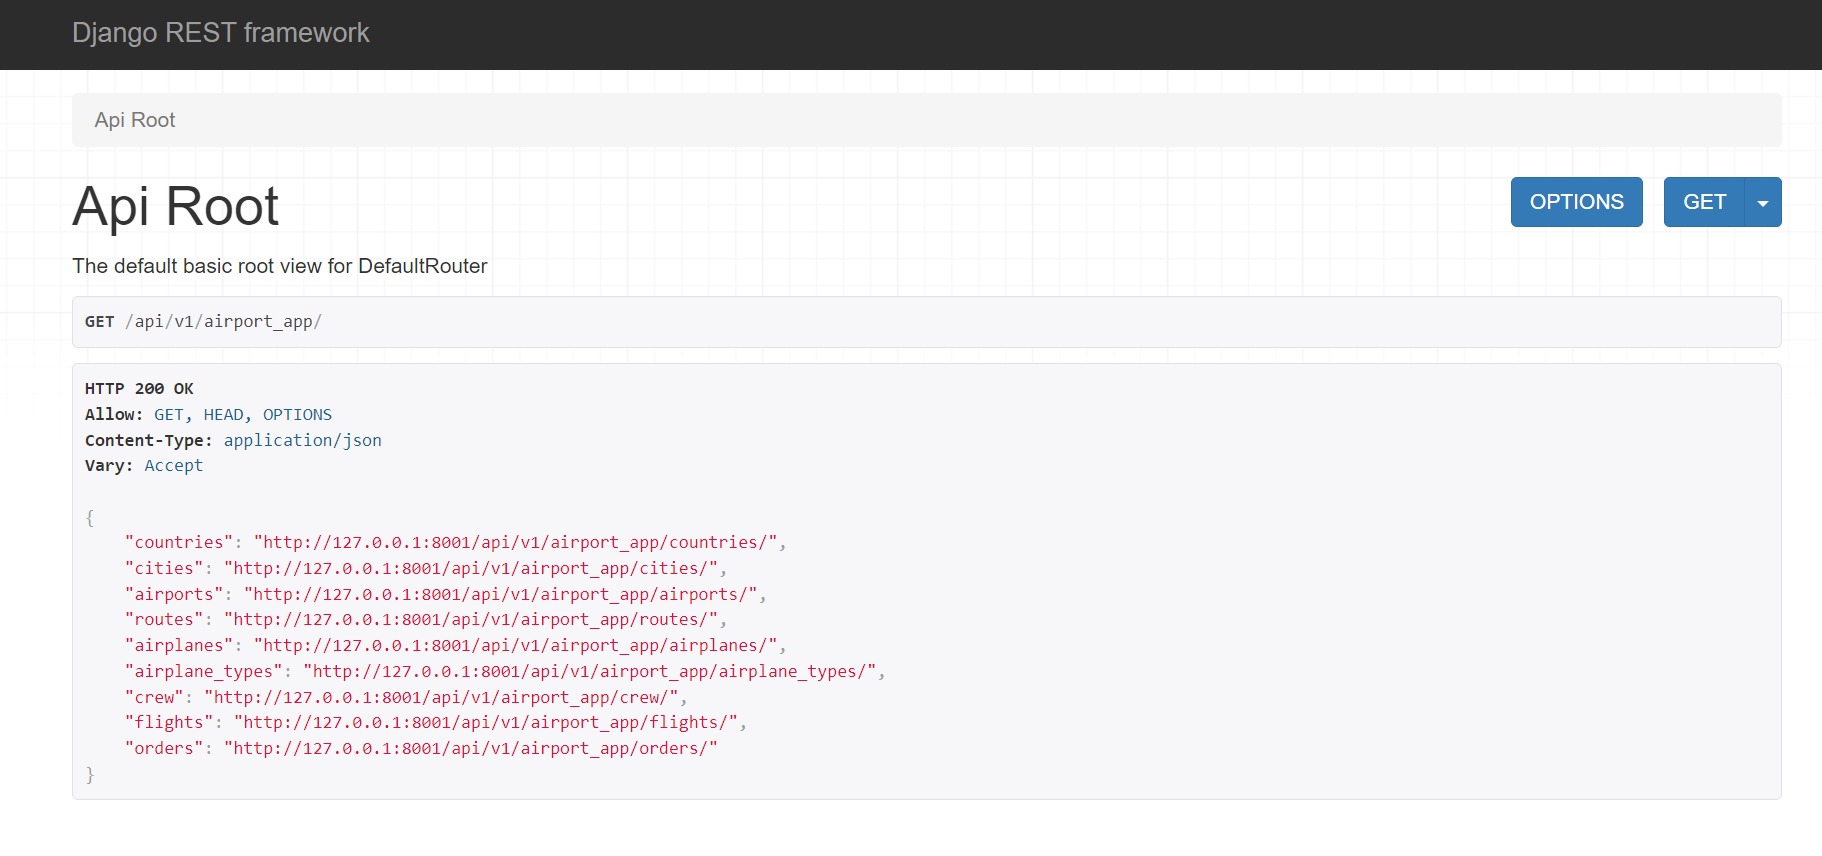 Django REST framework
Api Root
Api Root
OPTIONS
GET
The default basic root view for DefaultRouter
GET /api/v1/airport_app/
HTTP 200 OK
Allow: GET, HEAD, OPTIONS
Content-Type: application/json
Vary: Accept
{
    "countries": "http://127.0.0.1:8001/api/v1/airport_app/countries/",
    "cities": "http://127.0.0.1:8001/api/v1/airport_app/cities/",
    "airports": "http://127.0.0.1:8001/api/v1/airport_app/airports/",
    "routes": "http://127.0.0.1:8001/api/v1/airport_app/routes/",
    "airplanes": "http://127.0.0.1:8001/api/v1/airport_app/airplanes/",
    "airplane_types": "http://127.0.0.1:8001/api/v1/airport_app/airplane_types/",
    "crew": "http://127.0.0.1:8001/api/v1/airport_app/crew/",
    "flights": "http://127.0.0.1:8001/api/v1/airport_app/flights/",
    "orders": "http://127.0.0.1:8001/api/v1/airport_app/orders/"
}